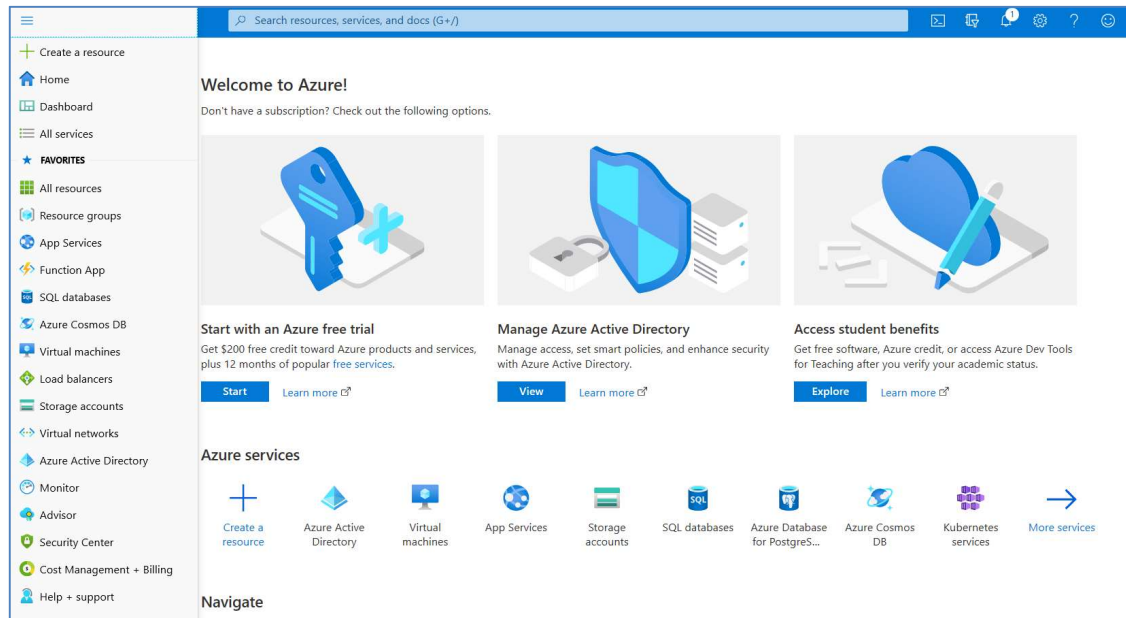 Search resources, services, and docs (G+/)
1
Create a resource
Home
Dashboard
All services
FAVORITES
All resources
Resource groups
App Services
Function App
SQL databases
Azure Cosmos DB
Virtual machines
Load balancers
Storage accounts
Virtual networks
Azure Active Directory
Monitor
Advisor
Security Center
Cost Management + Billing
Help + support
Welcome to Azure!
Don't have a subscription? Check out the following options.
Start with an Azure free trial
Get $200 free credit toward Azure products and services,
plus 12 months of popular free services.
Start Learn more
Manage Azure Active Directory
Manage access, set smart policies, and enhance security
with Azure Active Directory.
View Learn more
Access student benefits
Get free software, Azure credit, or access Azure Dev Tools
for Teaching after you verify your academic status.
Explore Learn more
Azure services
Create a
resource
Azure Active
Directory
Virtual
machines
App Services
Storage
accounts
SQL
SQL databases
Azure Database
for PostgreS...
Azure Cosmos
DB
Kubernetes
services
More services
Navigate